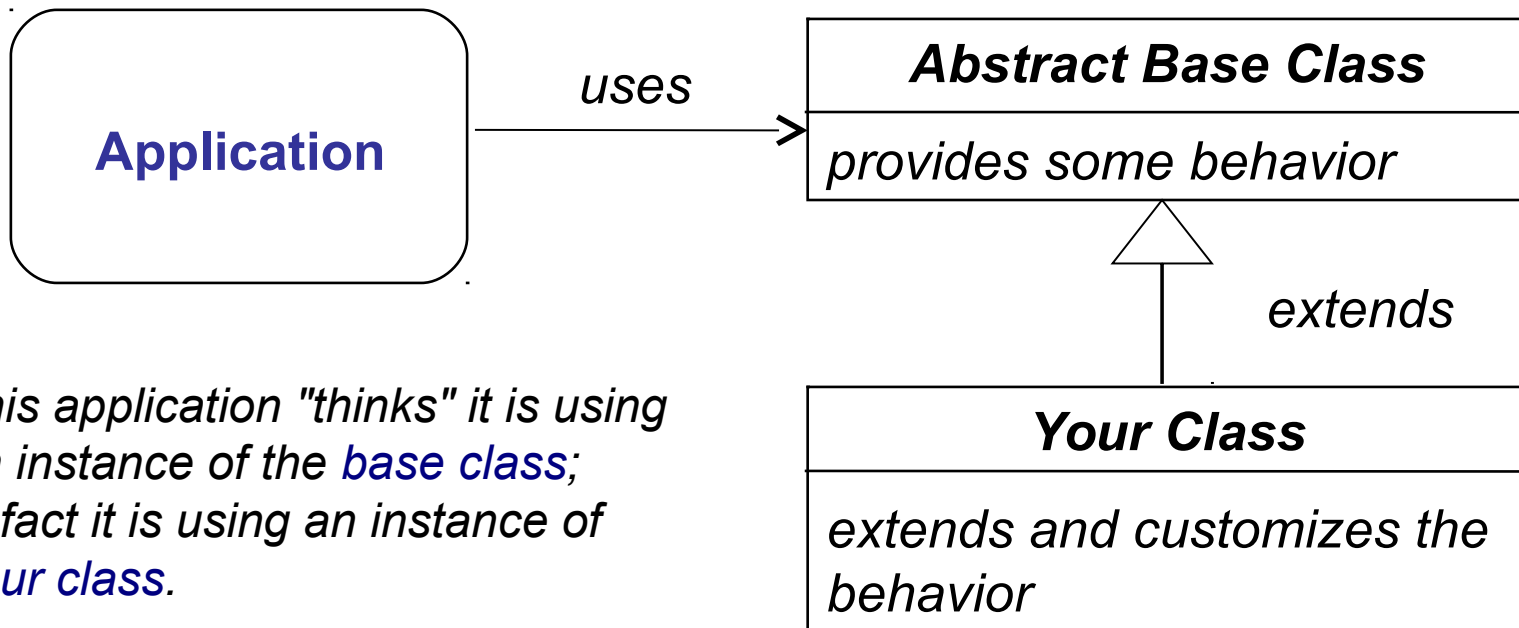 Application
uses
Abstract Base Class
provides some behavior
extends
his application "thinks" it is using
instance of the base class;
fact it is using an instance of
ur class.
Your Class
extends and customizes the
behavior